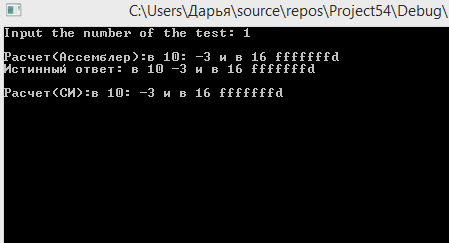 C:\Users\Дарья\source\repos\Project54\Debug\
Input the number of the test: 1
Расчет(Ассемблер):в 10: -3 и в 16 fffffffd
Истинный ответ: в 10 -3 и в 16 fffffffd
Расчет(СИ):в 10: -3 и в 16 fffffffd